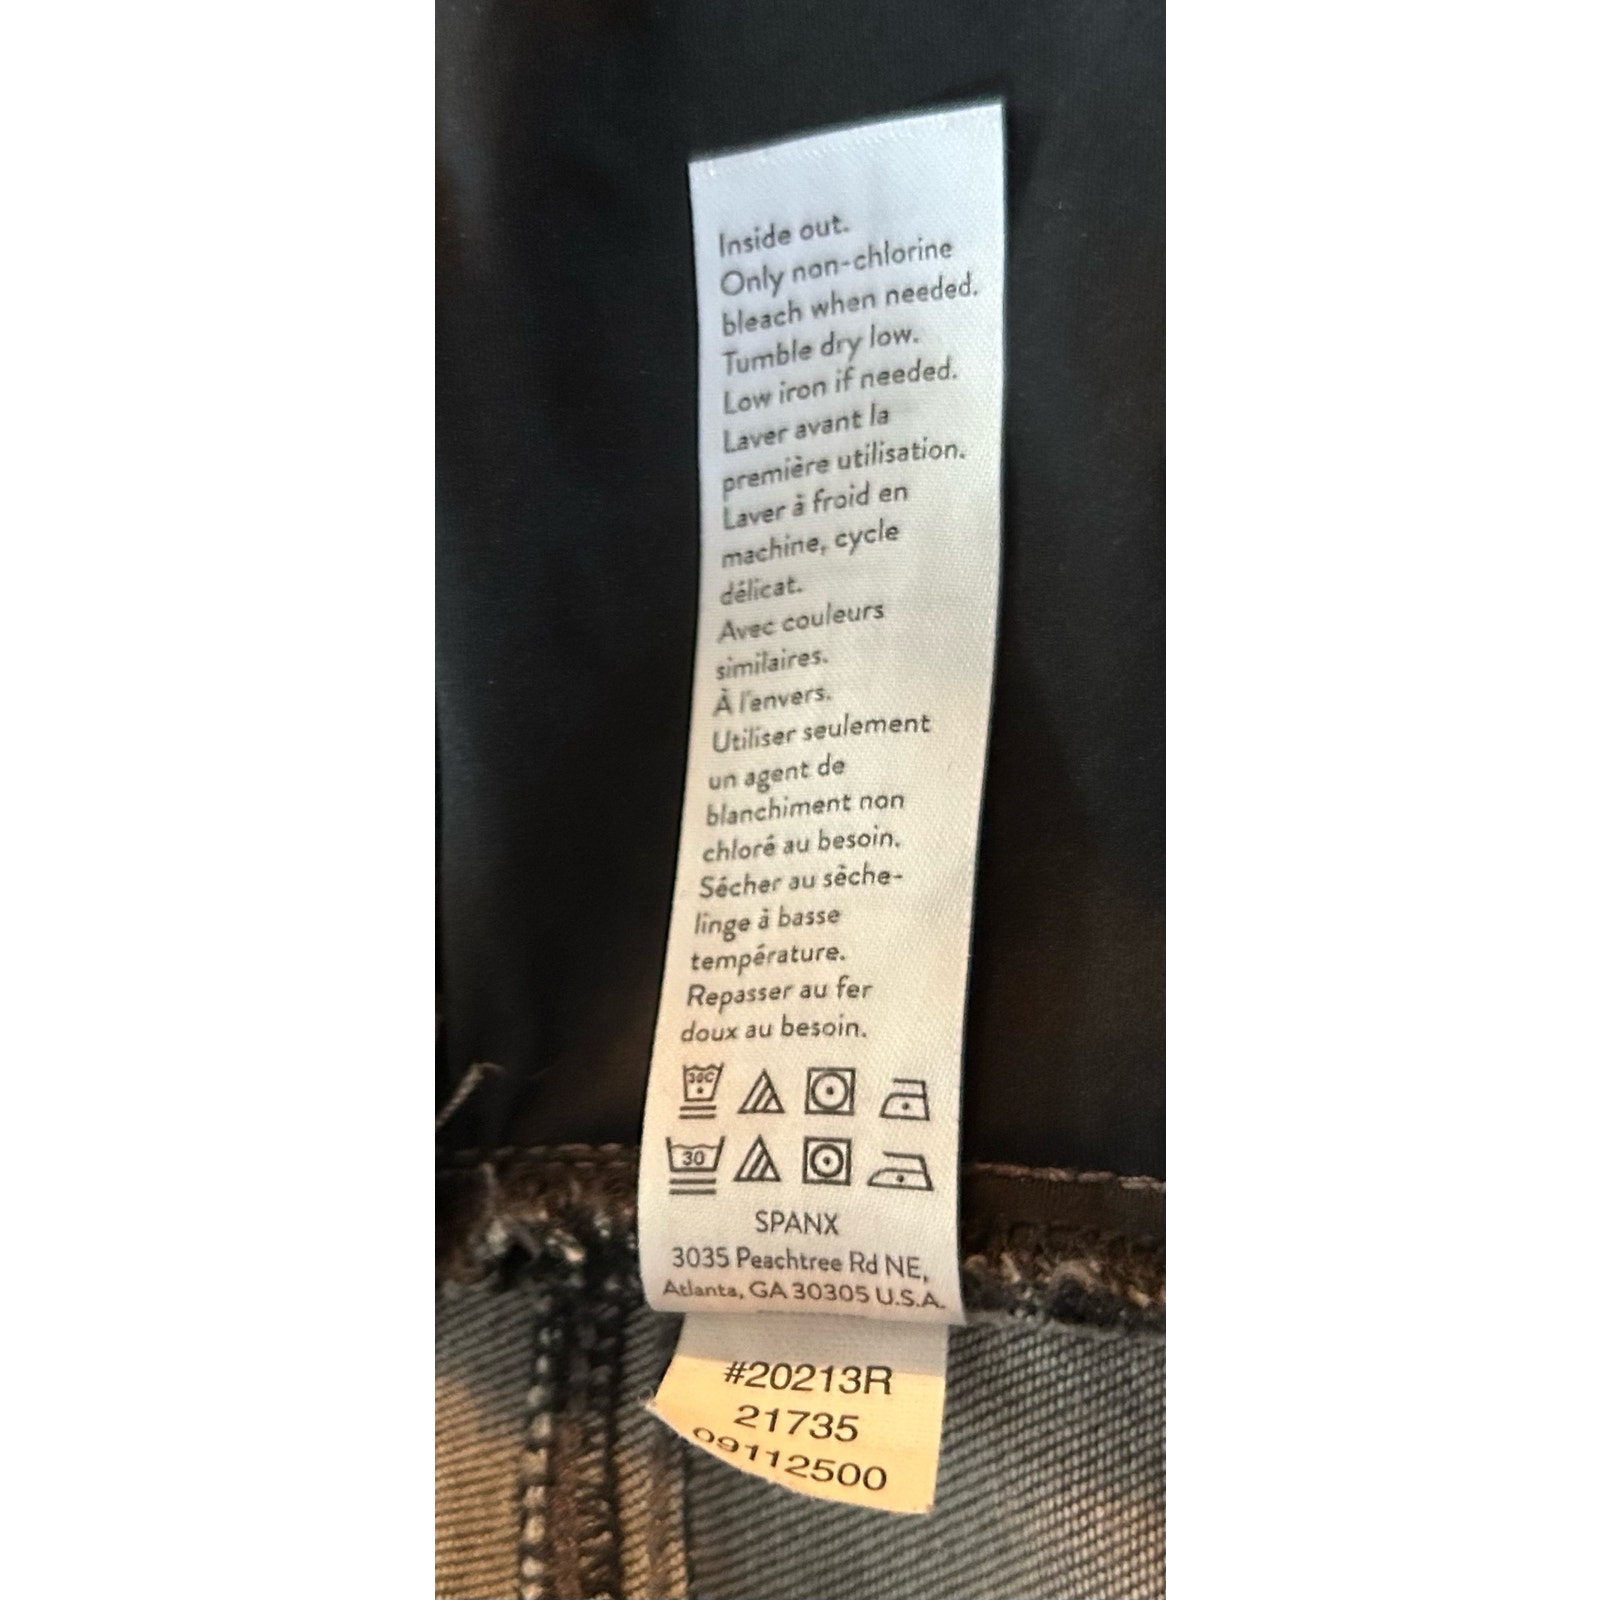 Inside out.
Only non-chlorine
bleach when needed.
Tumble dry low.
Low iron if needed.
Laver avant la
première utilisation.
Laver à froid en
machine, cycle
délicat.
Avec couleurs
similaires.
À l'envers.
Utiliser seulement
un agent de
blanchiment non
chloré au besoin.
Sécher au sèche-
linge à basse
température.
Repasser au fer
doux au besoin.
30C
30
SPANX
3035 Peachtree Rd NE,
Atlanta, GA 30305 U.S.A.
#20213R
21735
09112500